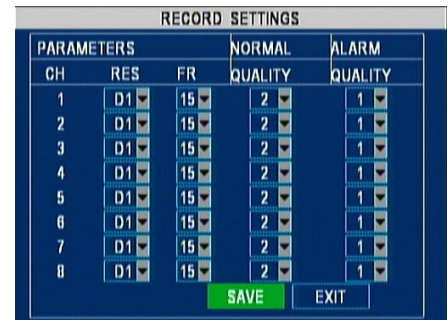 RECORD SETTINGS
PARAMETERS NORMAL ALARM
CH RES FR QUALITY QUALITY
1 D1 15 2 1
2 D1 15 2 1
3 D1 15 2 1
4 D1 15 2 1
5 D1 15 2 1
6 D1 15 2 1
7 D1 15 2 1
8 D1 15 2 1
SAVE EXIT